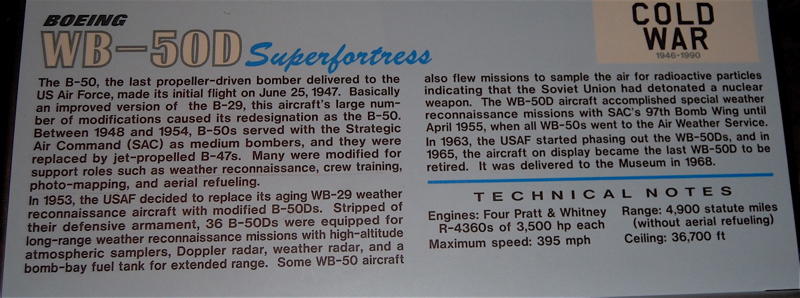 BOEING
WB-50D Superfortress
The B-50, the last propeller-driven bomber delivered to the
US Air Force, made its initial flight on June 25, 1947. Basically
an improved version of the B-29, this aircraft's large num-
ber of modifications caused its redesignation as the B-50.
Between 1948 and 1954, B-50s served with the Strategic
Air Command (SAC) as medium bombers, and they were
replaced by jet-propelled B-47s. Many were modified for
support roles such as weather reconnaissance, crew training,
photo-mapping, and aerial refueling.
In 1953, the USAF decided to replace its aging WB-29 weather
reconnaissance aircraft with modified B-50Ds. Stripped of
their defensive armament, 36 B-50Ds were equipped for
long-range weather reconnaissance missions with high-altitude
atmospheric samplers, Doppler radar, weather radar, and a
bomb-bay fuel tank for extended range. Some WB-50 aircraft
COLD
WAR
1946-1990
also flew missions to sample the air for radioactive particles
indicating that the Soviet Union had detonated a nuclear
weapon. The WB-50D aircraft accomplished special weather
reconnaissance missions with SAC's 97th Bomb Wing until
April 1955, when all WB-50s went to the Air Weather Service.
In 1963, the USAF started phasing out the WB-50Ds, and in
1965, the aircraft on display became the last WB-50D to be
retired. It was delivered to the Museum in 1968.
TECHNICAL NOTES
Engines: Four Pratt & Whitney
R-4360s of 3,500 hp each
Maximum speed: 395 mph
Range: 4,900 statute miles
(without aerial refueling)
Ceiling: 36,700 ft